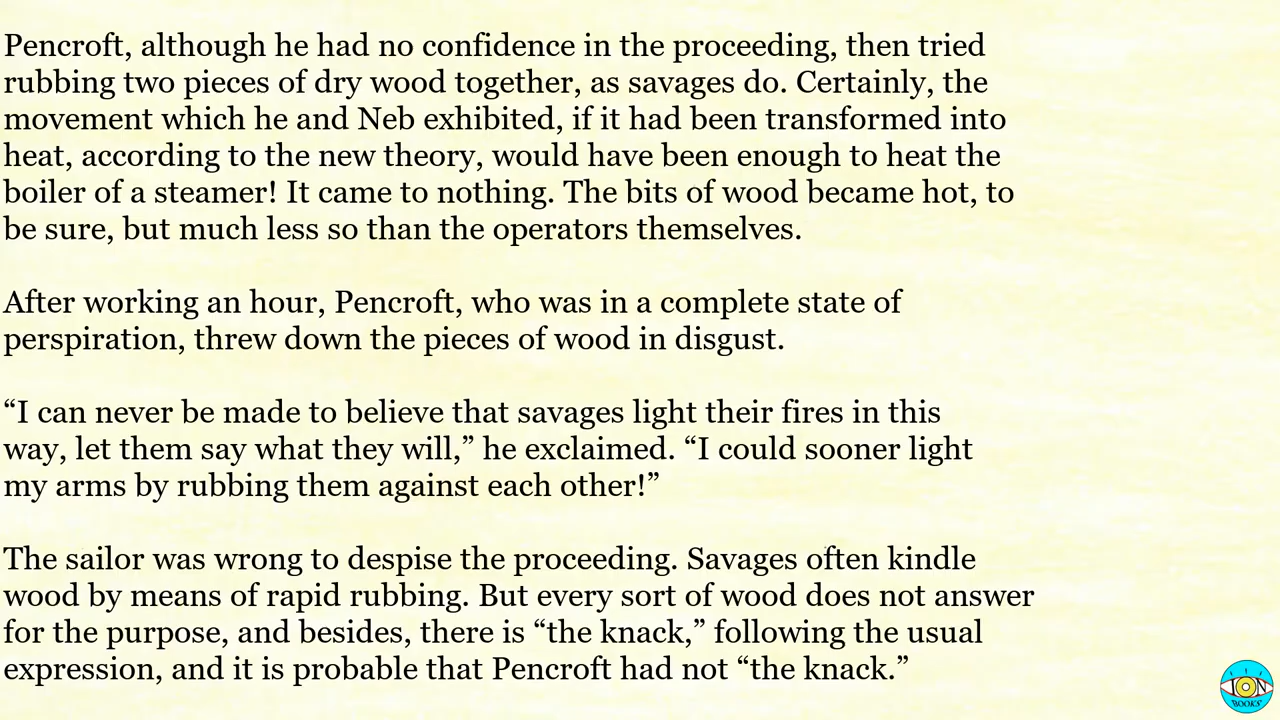 Pencroft, although he had no confidence in the proceeding, then tried
rubbing two pieces of dry wood together, as savages do. Certainly, the
movement which he and Neb exhibited, if it had been transformed into
heat, according to the new theory, would have been enough to heat the
boiler of a steamer! It came to nothing. The bits of wood became hot, to
be sure, but much less so than the operators themselves.
After working an hour, Pencroft, who was in a complete state of
perspiration, threw down the pieces of wood in disgust.
“I can never be made to believe that savages light their fires in this
way, let them say what they will,” he exclaimed. “I could sooner light
my arms by rubbing them against each other!”
The sailor was wrong to despise the proceeding. Savages often kindle
wood by means of rapid rubbing. But every sort of wood does not answer
for the purpose, and besides, there is “the knack,” following the usual
expression, and it is probable that Pencroft had not “the knack.”
ION
BOOKS